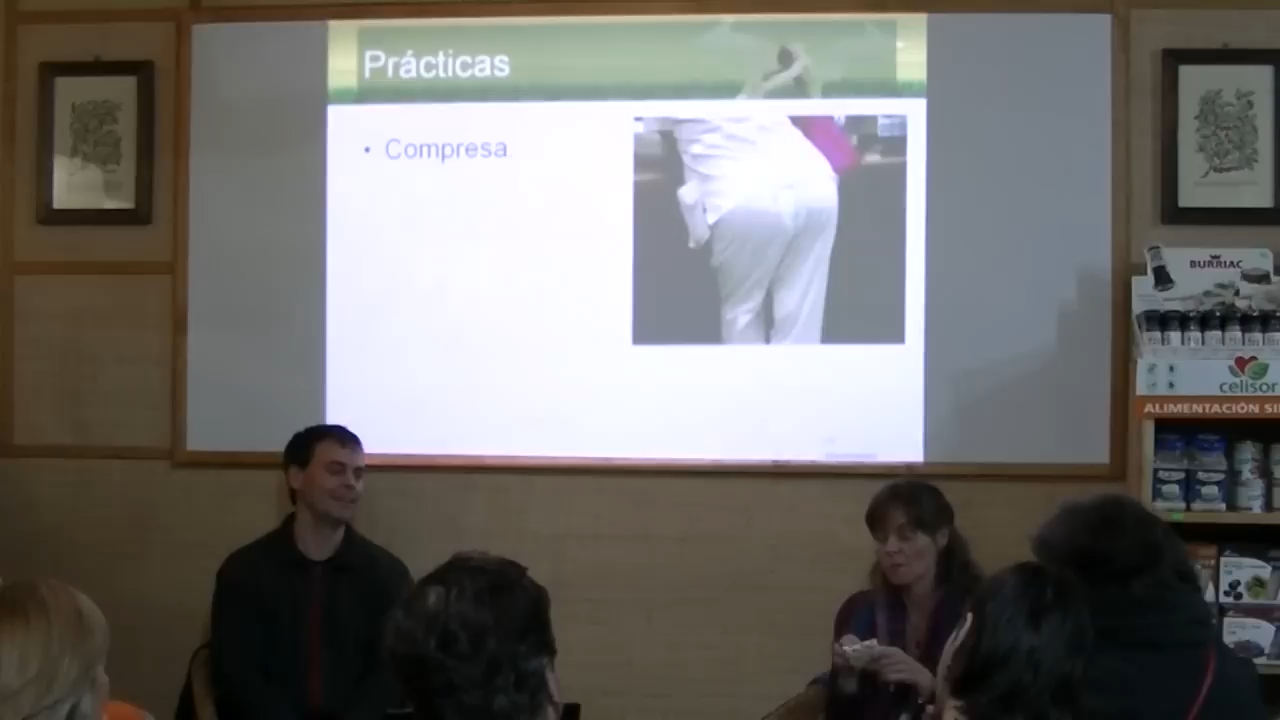 Prácticas
• Compresa
BURRIAC
celisor
ALIMENTACIÓN SI